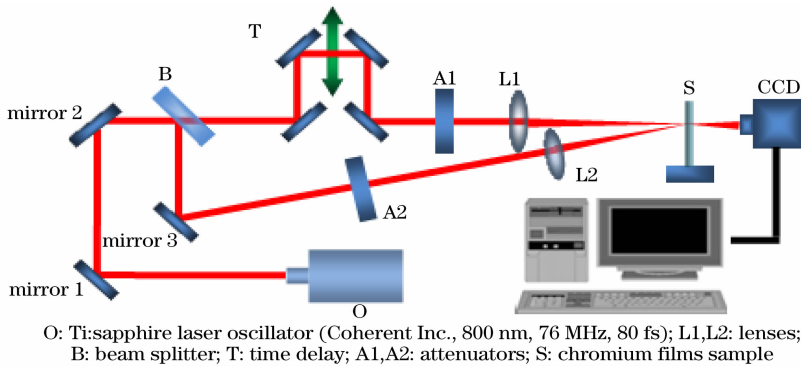 T
B
A1
L1
S
CCD
mirror 2
L2
A2
mirror 3
mirror 1
O
O: Ti:sapphire laser oscillator (Coherent Inc., 800 nm, 76 MHz, 80 fs); L1,L2: lenses;
B: beam splitter; T: time delay; A1,A2: attenuators; S: chromium films sample